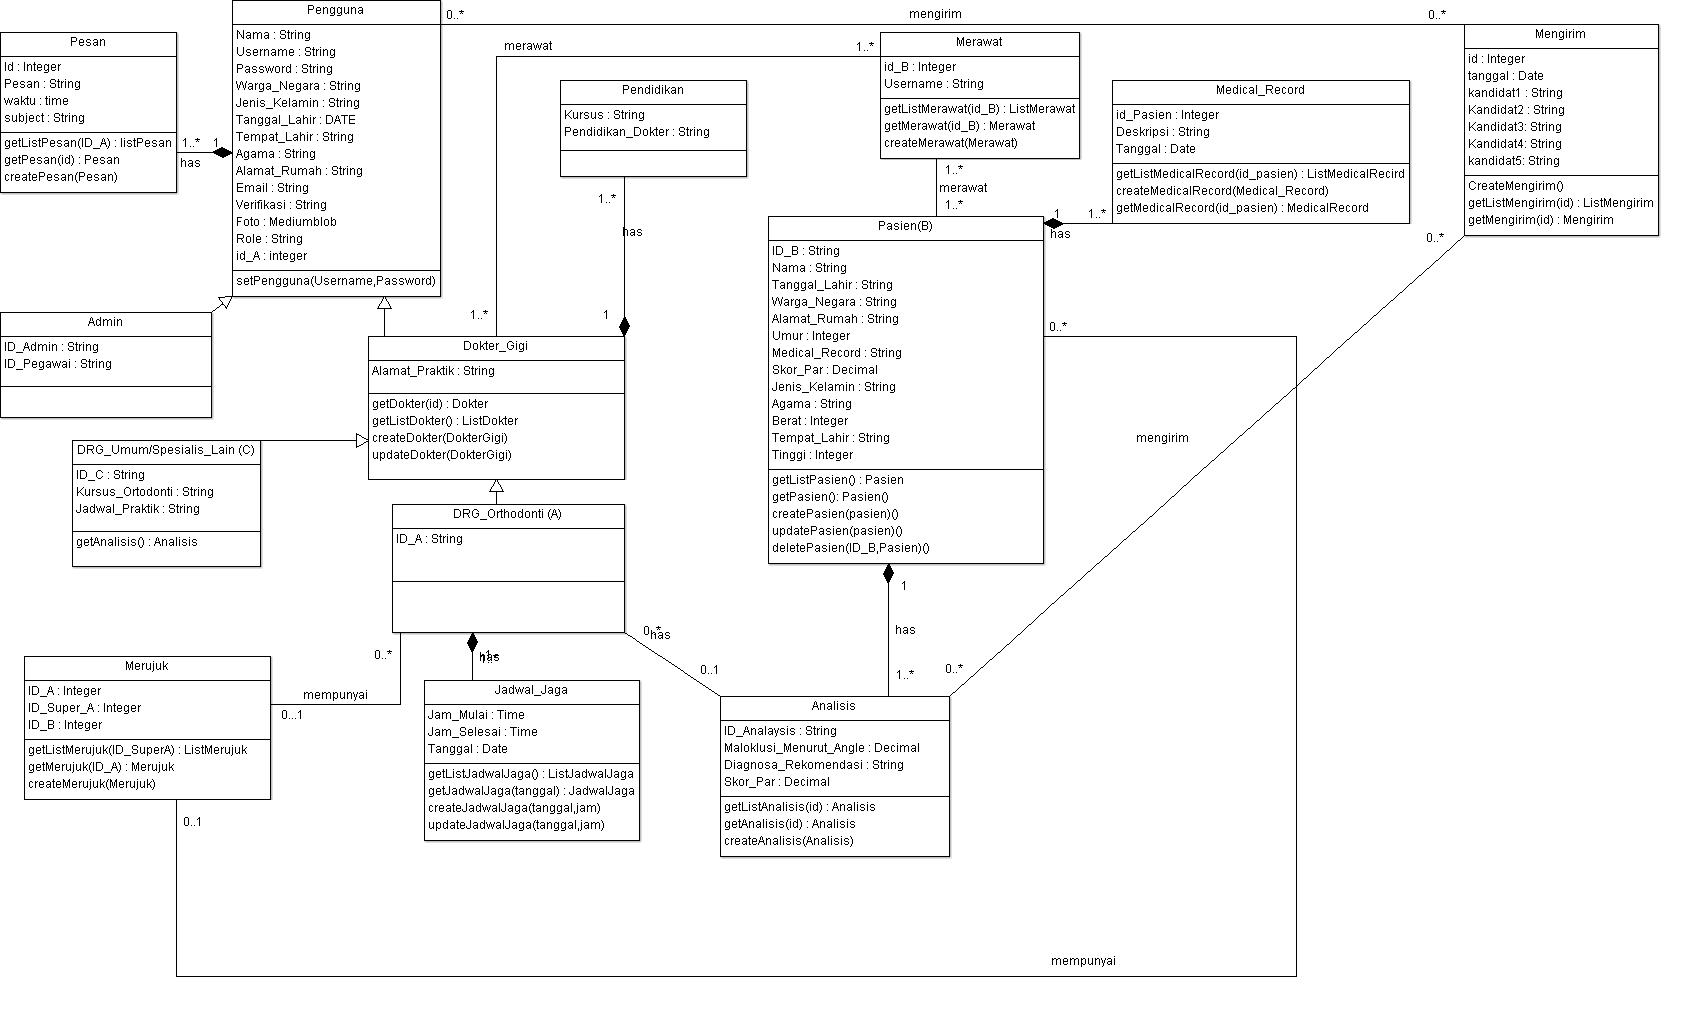 Pengguna
Nama : String
Username : String
Password : String
Warga_Negara : String
Jenis_Kelamin : String
Tanggal_Lahir : DATE
Tempat_Lahir : String
Agama : String
Alamat_Rumah : String
Email : String
Verifikasi : String
Foto : Mediumblob
Role : String
id_A : integer
setPengguna(Username,Password)
0..*
mengirim
0..*
Pesan
Id : Integer
Pesan : String
waktu : time
subject : String
getListPesan(ID_A) : listPesan
getPesan(id) : Pesan
createPesan(Pesan)
1..*
1
has
merawat
1..*
Merawat
id_B : Integer
Username : String
getListMerawat(id_B) : ListMerawat
getMerawat(id_B) : Merawat
createMerawat(Merawat)
Mengirim
id : Integer
tanggal : Date
kandidat1 : String
Kandidat2 : String
Kandidat3: String
Kandidat4: String
kandidat5: String
CreateMengirim()
getListMengirim(id) : ListMengirim
getMengirim(id) : Mengirim
0..*
Pendidikan
Kursus : String
Pendidikan_Dokter : String
1..*
has
1
Medical_Record
id_Pasien : Integer
Deskripsi : String
Tanggal : Date
getListMedicalRecord(id_pasien) : ListMedicalRecird
createMedicalRecord(Medical_Record)
getMedicalRecord(id_pasien) : MedicalRecord
1..*
merawat
1..*
1
1..*
has
Pasien(B)
ID_B : String
Nama : String
Tanggal_Lahir : String
Warga_Negara : String
Alamat_Rumah : String
Umur : Integer
Medical_Record : String
Skor_Par : Decimal
Jenis_Kelamin : String
Agama : String
Berat : Integer
Tempat_Lahir : String
Tinggi : Integer
getListPasien() : Pasien
getPasien(): Pasien()
createPasien(pasien)()
updatePasien(pasien)()
deletePasien(ID_B,Pasien)()
0..*
mengirim
Admin
ID_Admin : String
ID_Pegawai : String
1..*
Dokter_Gigi
Alamat_Praktik : String
getDokter(id) : Dokter
getListDokter() : ListDokter
createDokter(DokterGigi)
updateDokter(DokterGigi)
DRG_Umum/Spesialis_Lain (C)
ID_C : String
Kursus_Ortodonti : String
Jadwal_Praktik : String
getAnalisis() : Analisis
DRG_Orthodonti (A)
ID_A : String
1
has
1..*
0..*
has
0..1
0..*
0..*
mempunyai
0...1
has
Merujuk
ID_A : Integer
ID_Super_A : Integer
ID_B : Integer
getListMerujuk(ID_SuperA) : ListMerujuk
getMerujuk(ID_A) : Merujuk
createMerujuk(Merujuk)
0..1
Jadwal_Jaga
Jam_Mulai : Time
Jam_Selesai : Time
Tanggal : Date
getListJadwalJaga() : ListJadwalJaga
getJadwalJaga(tanggal) : JadwalJaga
createJadwalJaga(tanggal,jam)
updateJadwalJaga(tanggal,jam)
Analisis
ID_Analaysis : String
Maloklusi_Menurut_Angle : Decimal
Diagnosa_Rekomendasi : String
Skor_Par : Decimal
getListAnalisis(id) : Analisis
getAnalisis(id) : Analisis
createAnalisis(Analisis)
mempunyai